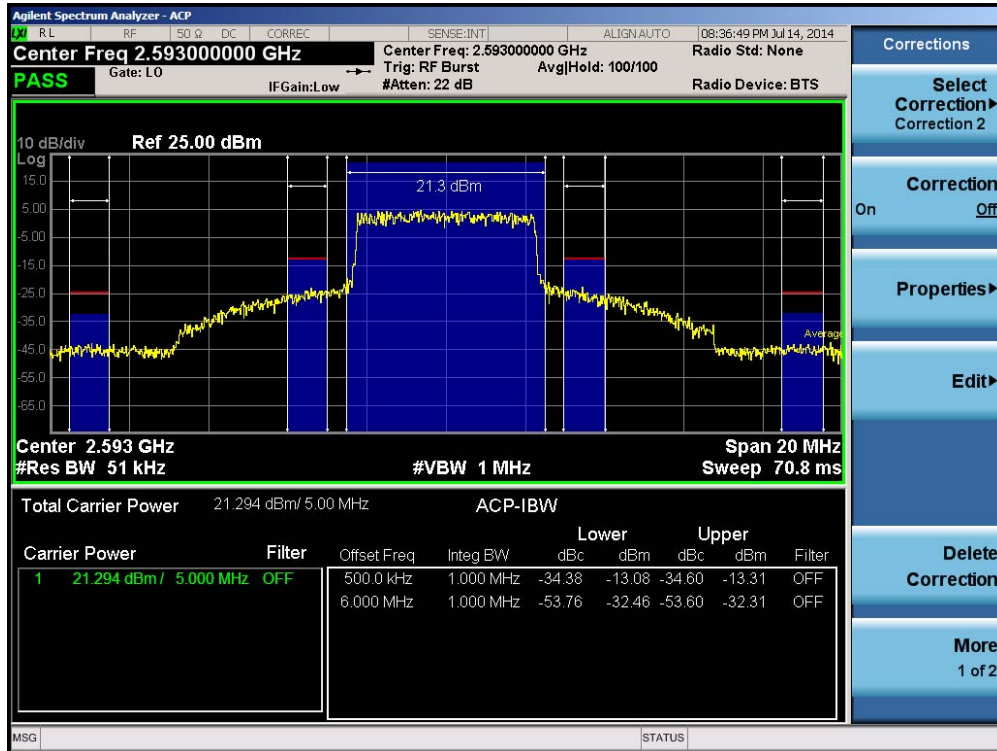 Agilent Spectrum Analyzer - ACP
LXI RL RF 50 Ω DC CORREC SENSE:INT ALIGN AUTO 08:36:49 PM Jul 14, 2014
Center Freq 2.593000000 GHz
Center Freq: 2.593000000 GHz
Radio Std: None
Gate: LO
Trig: RF Burst
Avg|Hold: 100/100
PASS
IFGain:Low
#Atten: 22 dB
Radio Device: BTS
10 dB/div
Ref 25.00 dBm
Log
15.0
5.00
-5.00
-15.0
-25.0
-35.0
-45.0
-55.0
-65.0
21.3 dBm
Average
Center 2.593 GHz
Span 20 MHz
#Res BW 51 kHz
#VBW 1 MHz
Sweep 70.8 ms
Total Carrier Power 21.294 dBm/ 5.00 MHz ACP-IBW
Lower Upper
Carrier Power Filter
Offset Freq Integ BW dBc dBm dBc dBm Filter
1 21.294 dBm / 5.000 MHz OFF
500.0 kHz 1.000 MHz -34.38 -13.08 -34.60 -13.31 OFF
6.000 MHz 1.000 MHz -53.76 -32.46 -53.60 -32.31 OFF
MSG
STATUS
Corrections
Select
Correction
Correction 2
Correction
On Off
Properties
Edit
Delete
Correction
More
1 of 2